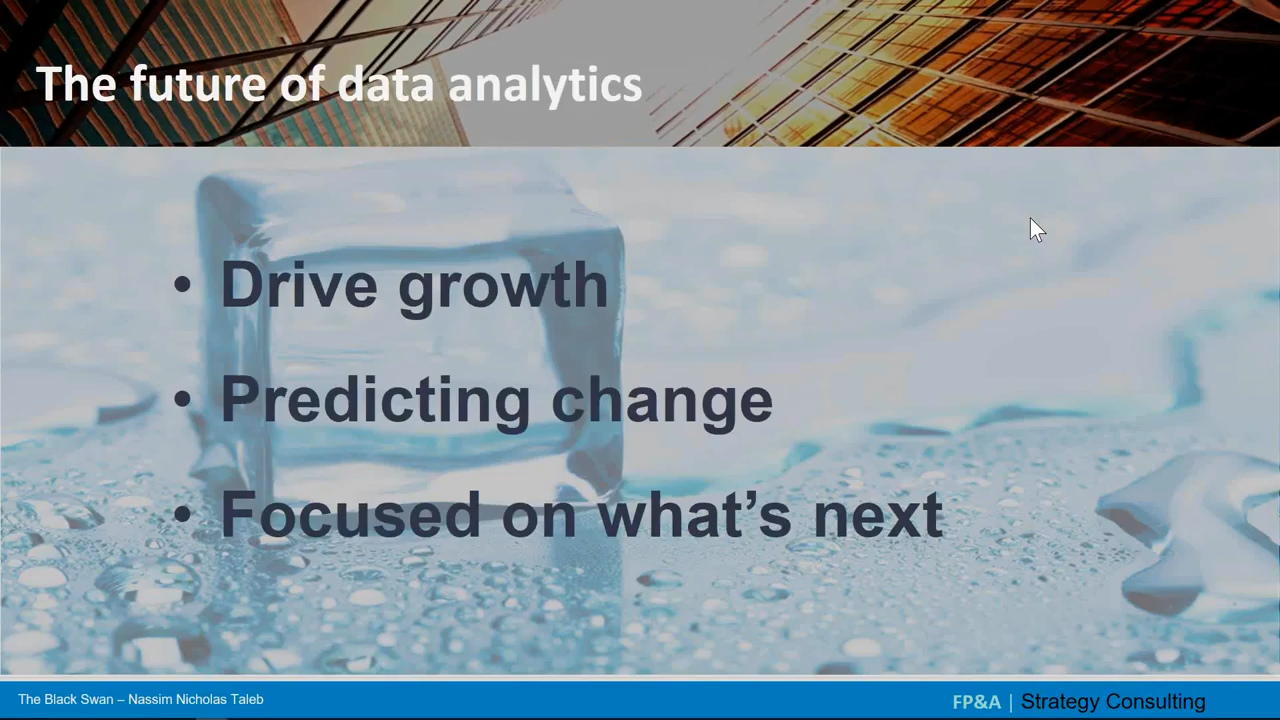 The future of data analytics
• Drive growth
• Predicting change
• Focused on what’s next
The Black Swan – Nassim Nicholas Taleb
FP&A | Strategy Consulting